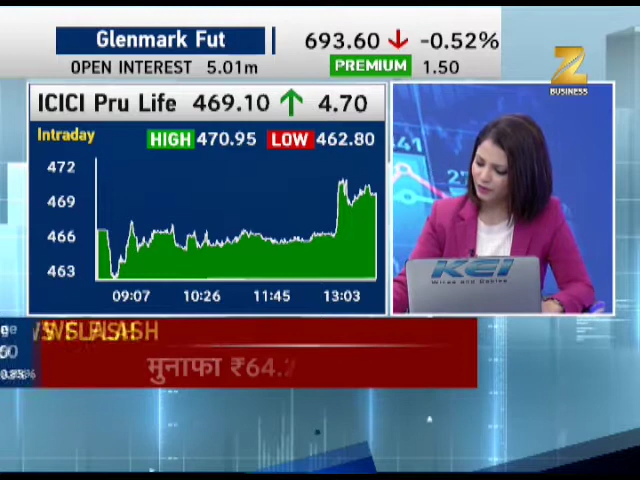 Glenmark Fut
693.60 -0.52%
OPEN INTEREST 5.01m
PREMIUM 1.50
Z
BUSINESS
ICICI Pru Life 469.10 4.70
Intraday
HIGH 470.95 LOW 462.80
472
469
466
463
09:07 10:26 11:45 13:03
KEI
Wires and Cables
FLASH
मुनाफा ₹64.